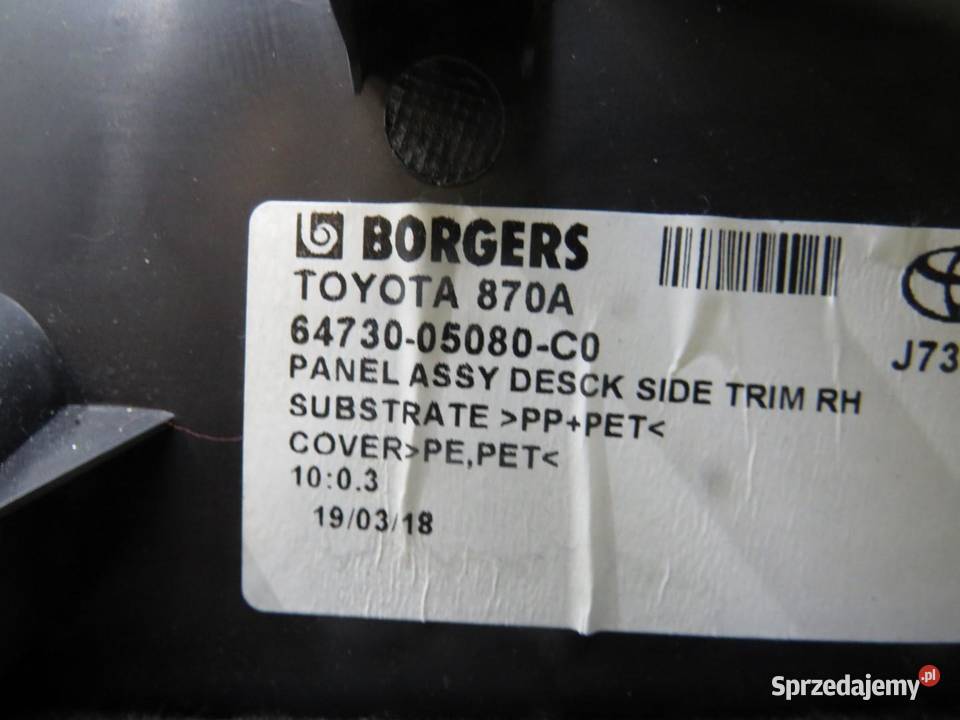 BORGERS
TOYOTA 870A
64730-05080-C0
PANEL ASSY DESCK SIDE TRIM RH
SUBSTRATE >PP+PET<
COVER>PE,PET<
10:0.3
19/03/18
J73
Sprzedajemy.pl